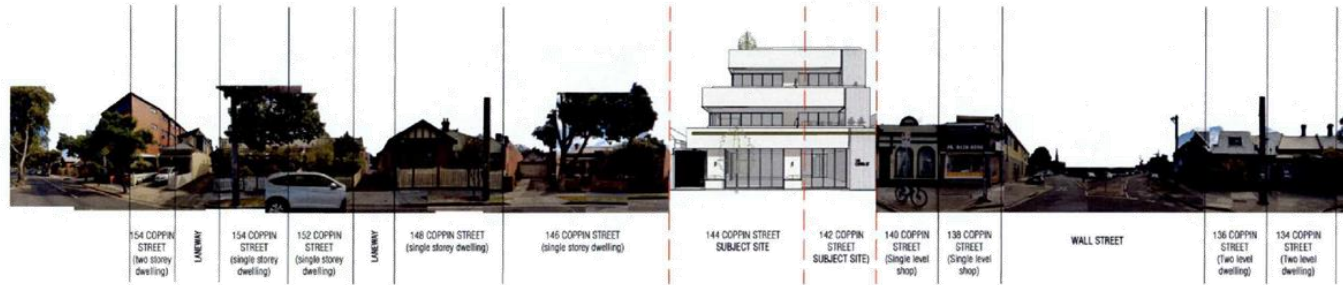 154 COPPIN
STREET
(two storey
dwelling)
LANEWAY
154 COPPIN
STREET
(single storey
dwelling)
152 COPPIN
STREET
(single storey
dwelling)
LANEWAY
148 COPPIN STREET
(single storey dwelling)
146 COPPIN STREET
(single storey dwelling)
144 COPPIN STREET
SUBJECT SITE
142 COPPIN
STREET
SUBJECT SITE)
140 COPPIN
STREET
(Single level
shop)
138 COPPIN
STREET
(Single level
shop)
WALL STREET
136 COPPIN
STREET
(Two level
dwelling)
134 COPPIN
STREET
(Two level
dwelling)